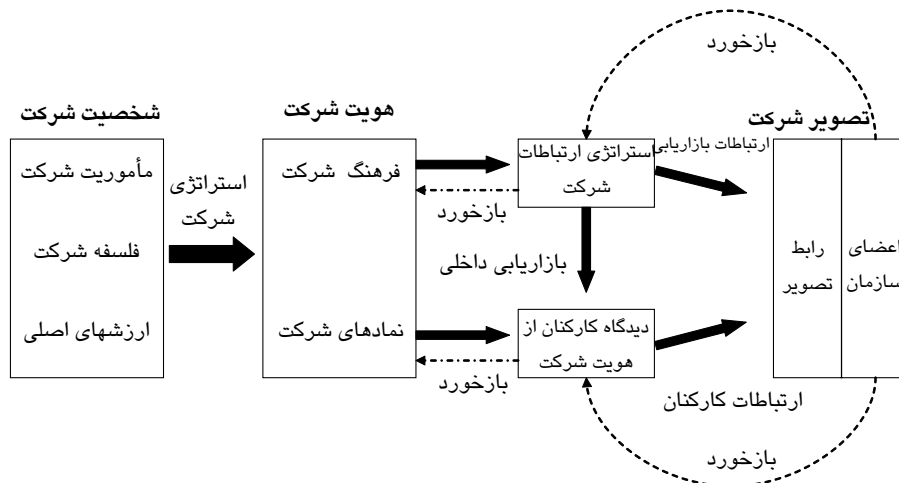 بازخورد
شخصیت شرکت
هویت شرکت
تصویر شرکت
مأموریت شرکت
فلسفه شرکت
ارزشهای اصلی
استراتژی
شرکت
فرهنگ شرکت
نمادهای شرکت
بازخورد
بازخورد
استراتژی ارتباطات
شرکت
بازاریابی داخلی
دیدگاه کارکنان از
هویت شرکت
ارتباطات بازاریابی
ارتباطات کارکنان
رابط
تصویر
اعضای
سازمان
بازخورد